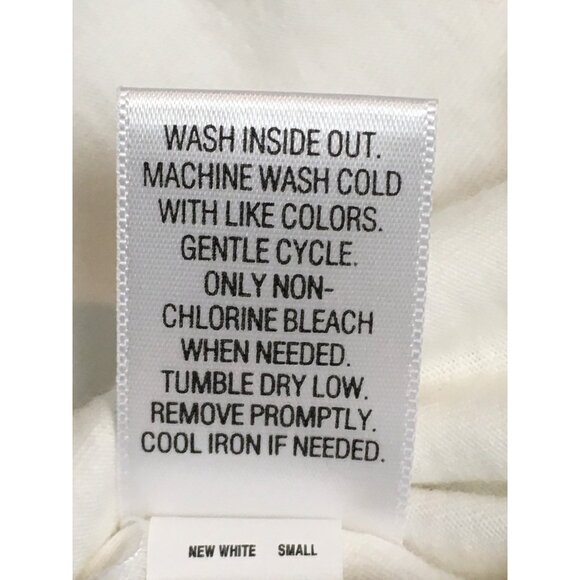 WASH INSIDE OUT.
MACHINE WASH COLD
WITH LIKE COLORS.
GENTLE CYCLE.
ONLY NON-
CHLORINE BLEACH
WHEN NEEDED.
TUMBLE DRY LOW.
REMOVE PROMPTLY.
COOL IRON IF NEEDED.
NEW WHITE SMALL